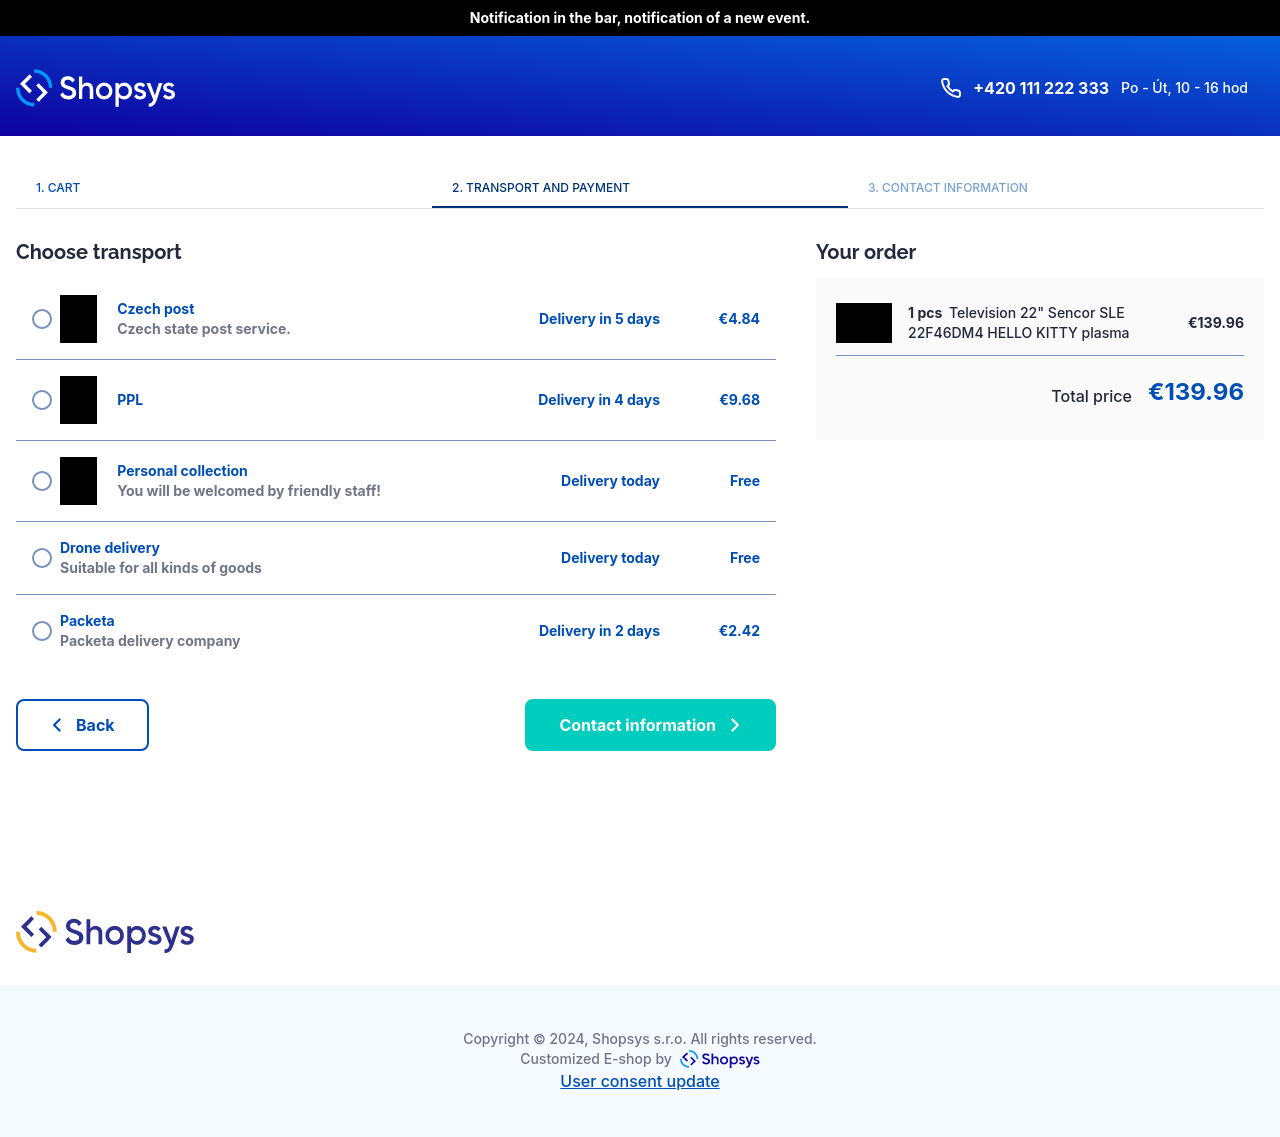 Notification in the bar, notification of a new event.
Shopsys
+420 111 222 333 Po - Út, 10 - 16 hod
1. CART
2. TRANSPORT AND PAYMENT
3. CONTACT INFORMATION
Choose transport
Czech post
Czech state post service.
Delivery in 5 days
€4.84
PPL
Delivery in 4 days
€9.68
Personal collection
You will be welcomed by friendly staff!
Delivery today
Free
Drone delivery
Suitable for all kinds of goods
Delivery today
Free
Packeta
Packeta delivery company
Delivery in 2 days
€2.42
Back
Contact information
Your order
1 pcs Television 22" Sencor SLE
22F46DM4 HELLO KITTY plasma
€139.96
Total price €139.96
Shopsys
Copyright © 2024, Shopsys s.r.o. All rights reserved.
Customized E-shop by Shopsys
User consent update